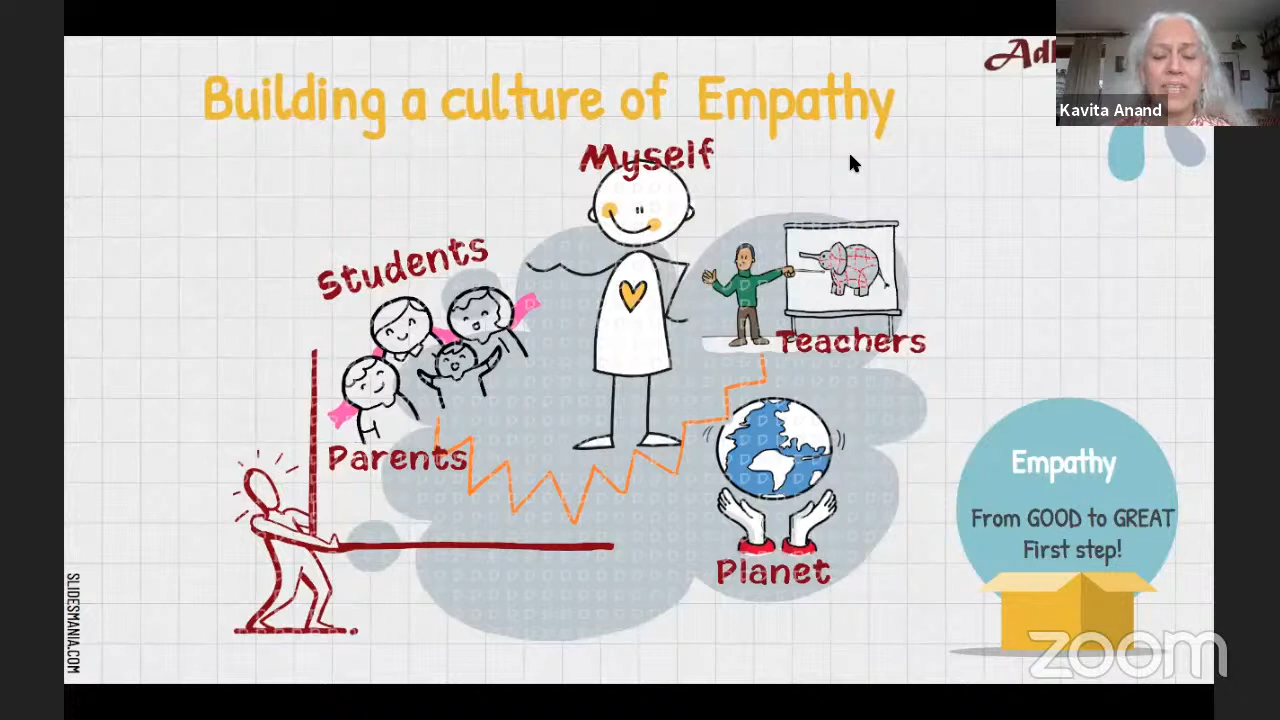 Building a culture of Empathy
Kavita Anand
Myself
Students
Teachers
Parents
Planet
Empathy
From GOOD to GREAT
First step!
SLIDESMANIA.COM
zoom